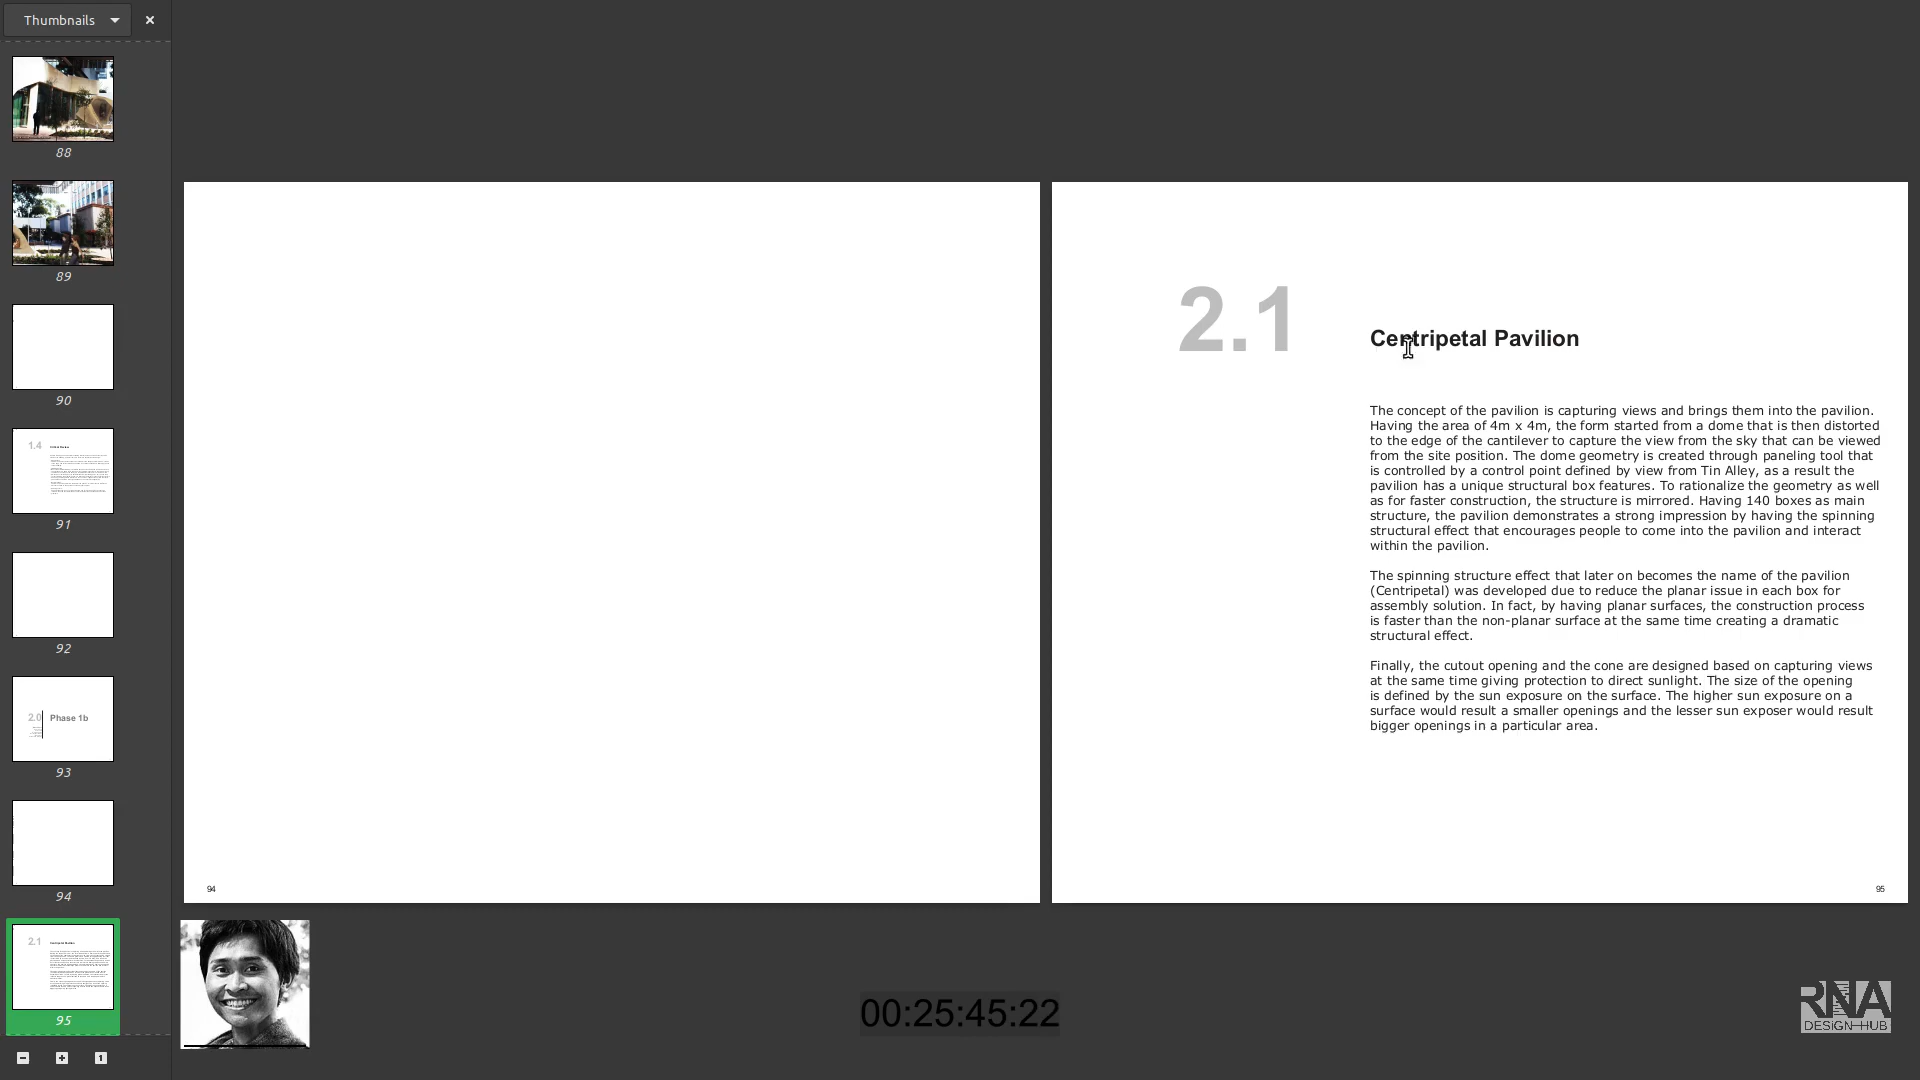 Thumbnails
88
89
90
1.4
91
92
2.0 Phase 1b
93
94
2.1
95
94
2.1
Centripetal Pavilion
The concept of the pavilion is capturing views and brings them into the pavilion.
Having the area of 4m x 4m, the form started from a dome that is then distorted
to the edge of the cantilever to capture the view from the sky that can be viewed
from the site position. The dome geometry is created through paneling tool that
is controlled by a control point defined by view from Tin Alley, as a result the
pavilion has a unique structural box features. To rationalize the geometry as well
as for faster construction, the structure is mirrored. Having 140 boxes as main
structure, the pavilion demonstrates a strong impression by having the spinning
structural effect that encourages people to come into the pavilion and interact
within the pavilion.
The spinning structure effect that later on becomes the name of the pavilion
(Centripetal) was developed due to reduce the planar issue in each box for
assembly solution. In fact, by having planar surfaces, the construction process
is faster than the non-planar surface at the same time creating a dramatic
structural effect.
Finally, the cutout opening and the cone are designed based on capturing views
at the same time giving protection to direct sunlight. The size of the opening
is defined by the sun exposure on the surface. The higher sun exposure on a
surface would result a smaller openings and the lesser sun exposer would result
bigger openings in a particular area.
95
00:25:45:22
RNA
DESIGN-HUB
1